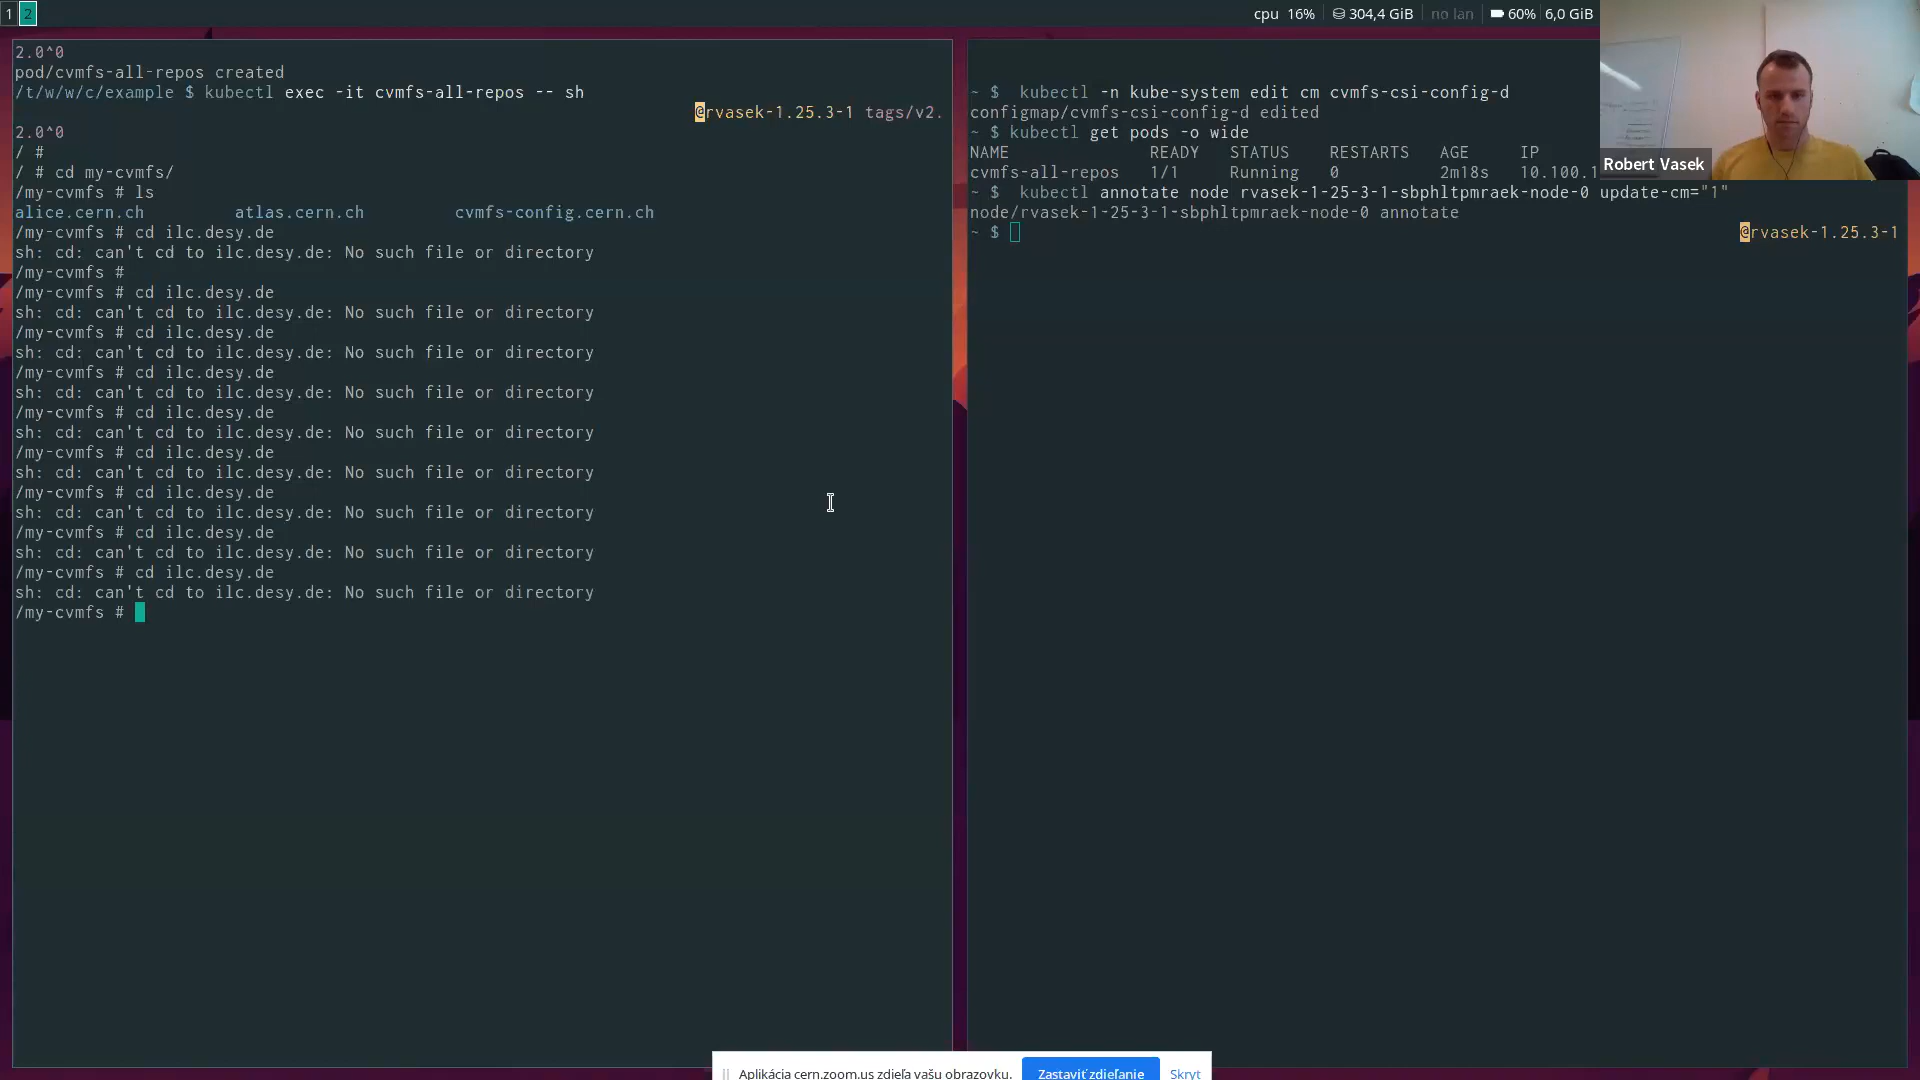 1 2
cpu 16% 304,4 GiB no lan 60% 6,0 GiB
2.0^0
pod/cvmfs-all-repos created
/t/w/w/c/example $ kubectl exec -it cvmfs-all-repos -- sh
@rvasek-1.25.3-1 tags/v2.
2.0^0
/ #
/ # cd my-cvmfs/
/my-cvmfs # ls
alice.cern.ch atlas.cern.ch cvmfs-config.cern.ch
/my-cvmfs # cd ilc.desy.de
sh: cd: can't cd to ilc.desy.de: No such file or directory
/my-cvmfs #
/my-cvmfs # cd ilc.desy.de
sh: cd: can't cd to ilc.desy.de: No such file or directory
/my-cvmfs # cd ilc.desy.de
sh: cd: can't cd to ilc.desy.de: No such file or directory
/my-cvmfs # cd ilc.desy.de
sh: cd: can't cd to ilc.desy.de: No such file or directory
/my-cvmfs # cd ilc.desy.de
sh: cd: can't cd to ilc.desy.de: No such file or directory
/my-cvmfs # cd ilc.desy.de
sh: cd: can't cd to ilc.desy.de: No such file or directory
/my-cvmfs # cd ilc.desy.de
sh: cd: can't cd to ilc.desy.de: No such file or directory
/my-cvmfs # cd ilc.desy.de
sh: cd: can't cd to ilc.desy.de: No such file or directory
/my-cvmfs # cd ilc.desy.de
sh: cd: can't cd to ilc.desy.de: No such file or directory
/my-cvmfs #
~ $ kubectl -n kube-system edit cm cvmfs-csi-config-d
configmap/cvmfs-csi-config-d edited
~ $ kubectl get pods -o wide
NAME READY STATUS RESTARTS AGE IP
cvmfs-all-repos 1/1 Running 0 2m18s 10.100.1
~ $ kubectl annotate node rvasek-1-25-3-1-sbphltpmraek-node-0 update-cm="1"
node/rvasek-1-25-3-1-sbphltpmraek-node-0 annotate
~ $
@rvasek-1.25.3-1
Robert Vasek
Aplikácia cern.zoom.us zdieľa vašu obrazovku. Zastaviť zdieľanie Skryť